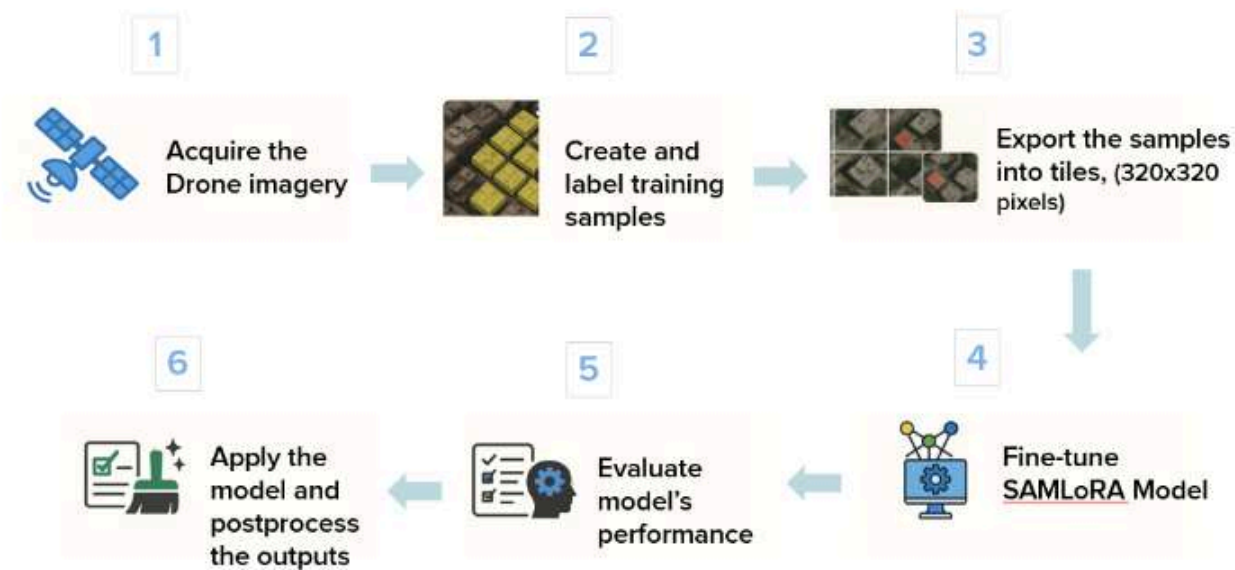 1
Acquire the
Drone imagery
2
Create and
label training
samples
3
Export the samples
into tiles, (320x320
pixels)
4
Fine-tune
SAMLoRA Model
5
Evaluate
model's
performance
6
Apply the
model and
postprocess
the outputs